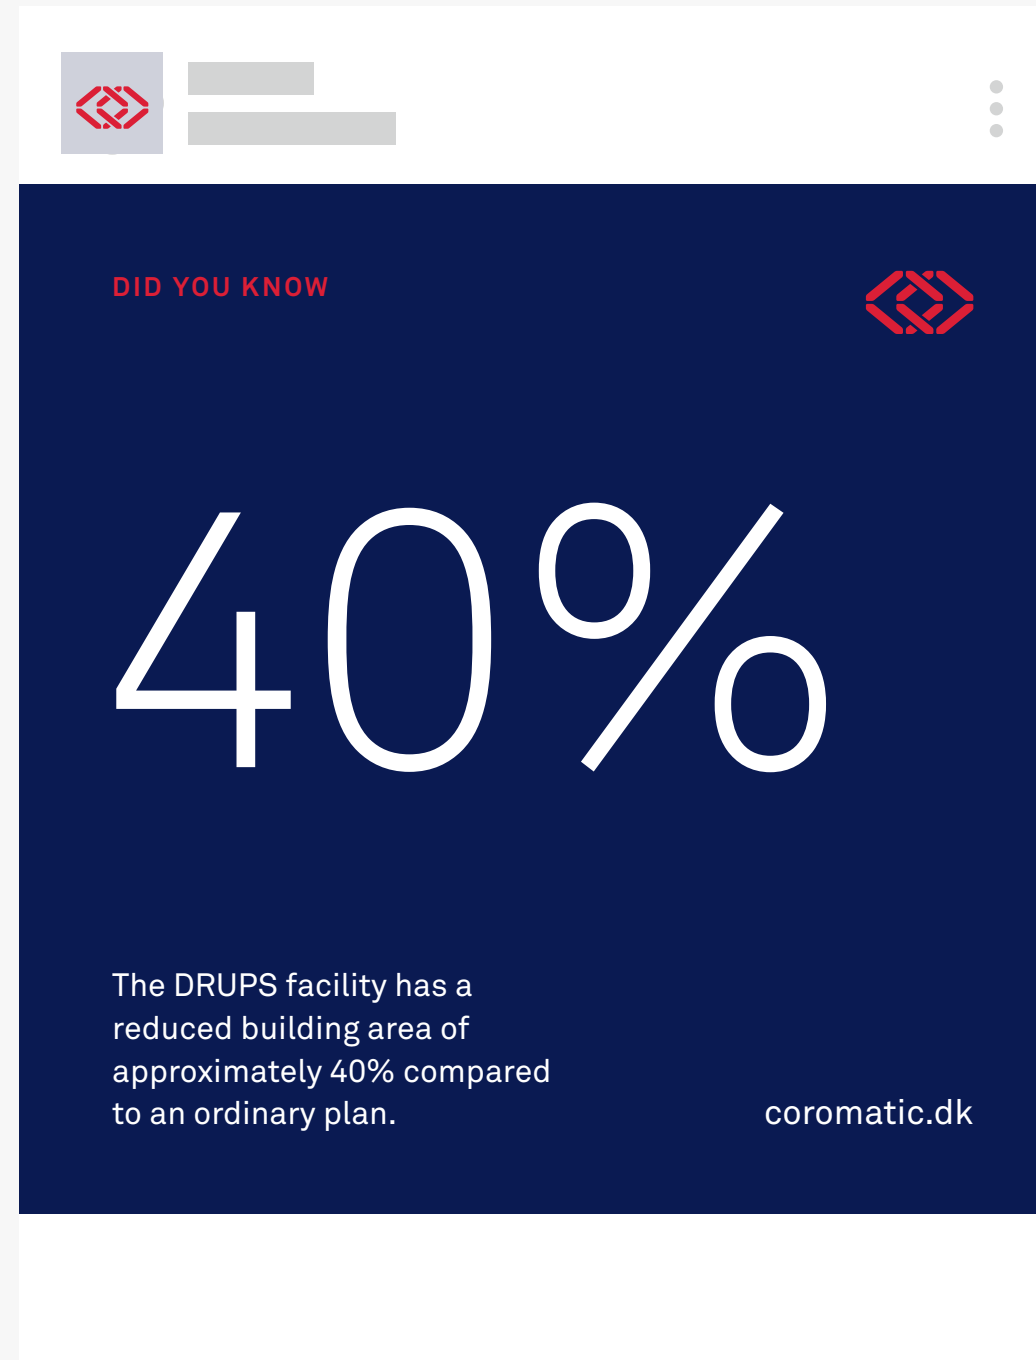 DID YOU KNOW
40%
The DRUPS facility has a
reduced building area of
approximately 40% compared
to an ordinary plan.
coromatic.dk